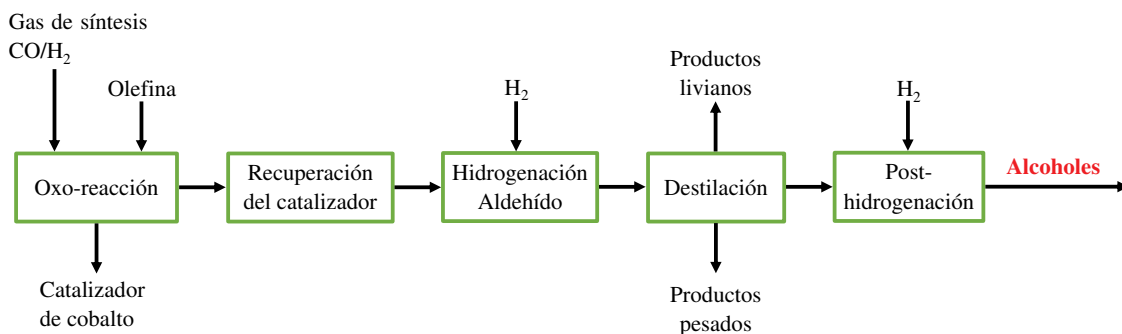 Gas de síntesis
CO/H₂
Olefina
H₂
Productos
livianos
H₂
Oxo-reacción
Recuperación
del catalizador
Hidrogenación
Aldehído
Destilación
Post-
hidrogenación
Alcoholes
Catalizador
de cobalto
Productos
pesados